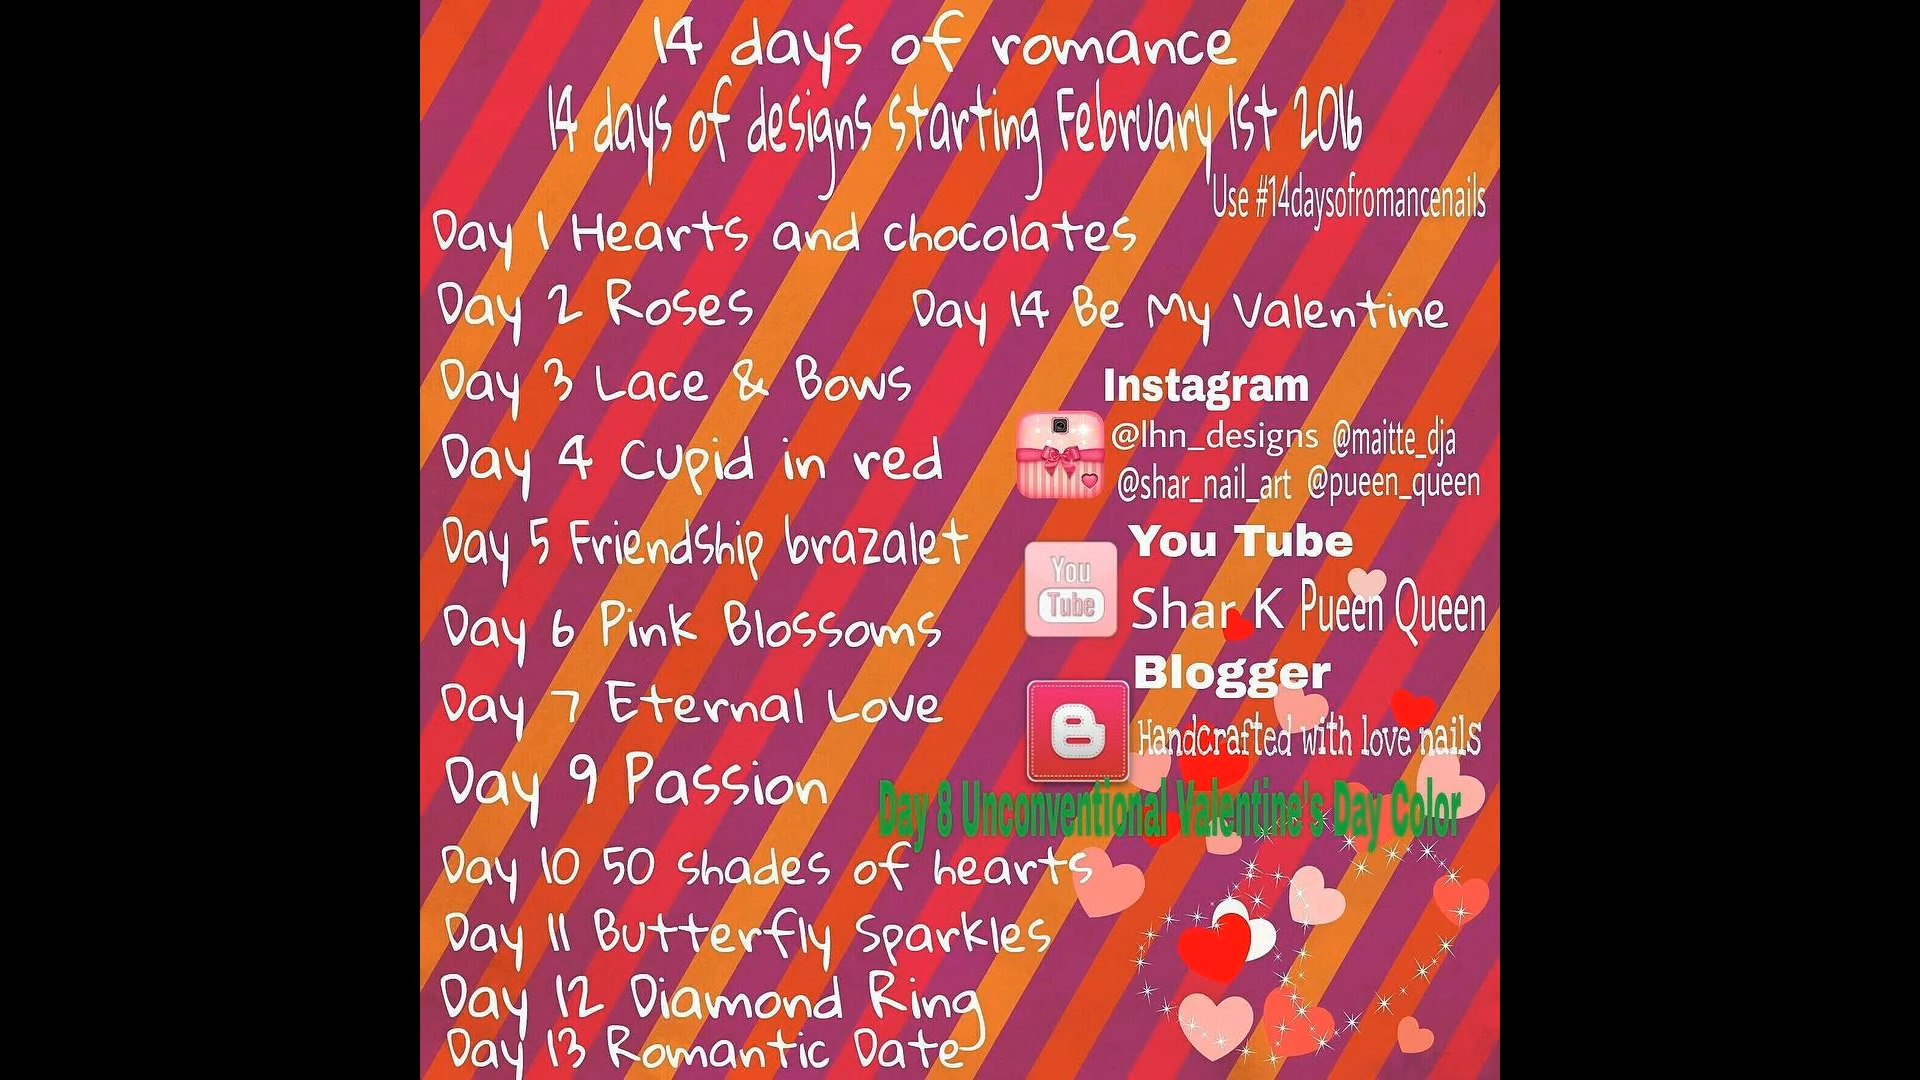 14 days of romance
14 days of designs starting February 1st 2016
Use #14daysofromancenails
Day 1 Hearts and chocolates
Day 2 Roses
Day 14 Be My Valentine
Day 3 Lace & Bows
Instagram
@lhn_designs @maitte_dja
Day 4 Cupid in red
@shar_nail_art @pueen_queen
Day 5 Friendship brazalet
You Tube
You Tube
Shar K Pueen Queen
Day 6 Pink Blossoms
Blogger
Day 7 Eternal Love
Handcrafted with love nails
Day 9 Passion
Day 8 Unconventional Valentine's Day Color
Day 10 50 shades of hearts
Day 11 Butterfly Sparkles
Day 12 Diamond Ring
Day 13 Romantic Date